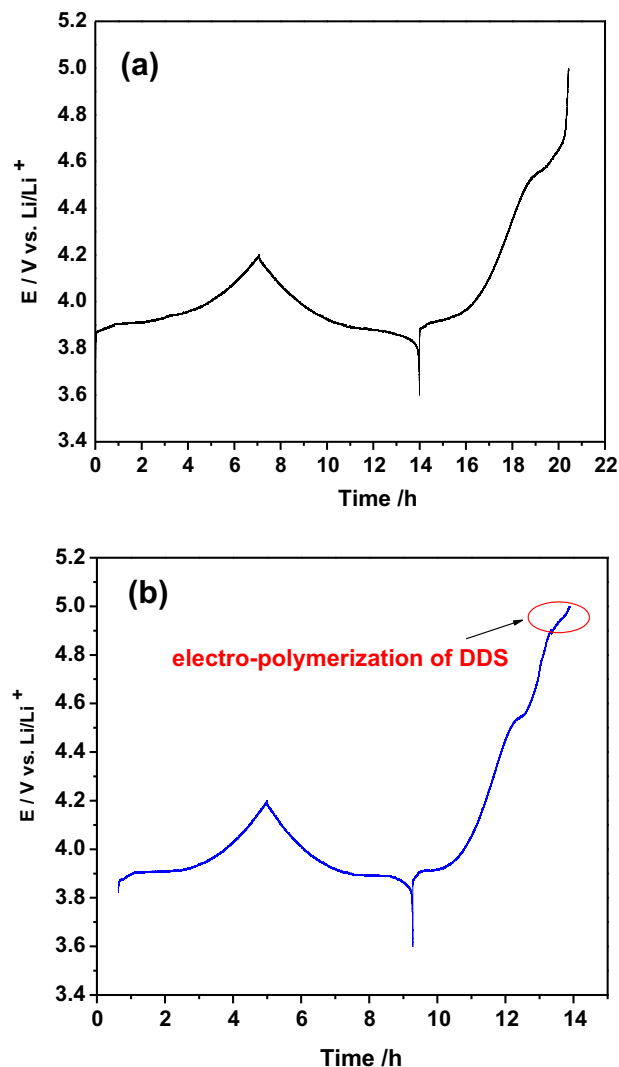 (a)
5.2
5.0
4.8
4.6
4.4
4.2
4.0
3.8
3.6
3.4
E / V vs. Li/Li +
0 2 4 6 8 10 12 14 16 18 20 22
Time /h
(b)
electro-polymerization of DDS
5.2
5.0
4.8
4.6
4.4
4.2
4.0
3.8
3.6
3.4
E / V vs. Li/Li +
0 2 4 6 8 10 12 14
Time /h